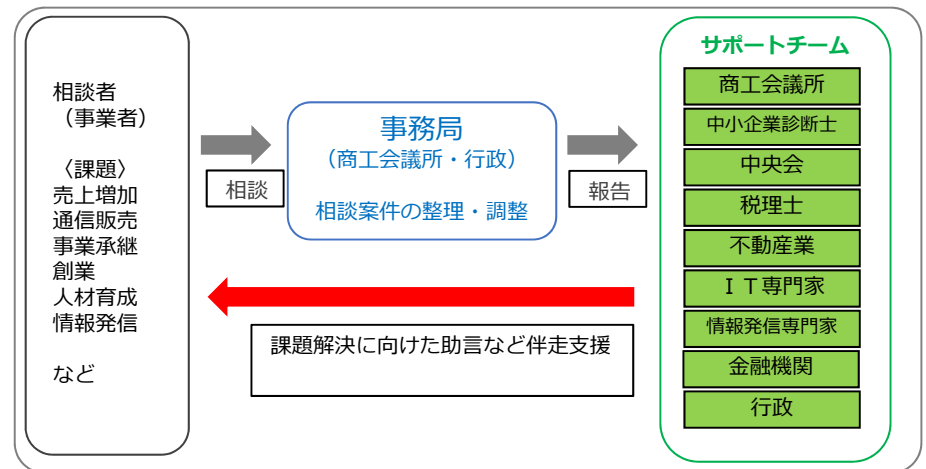 相談者
（事業者）
〈課題〉
売上増加
通信販売
事業承継
創業
人材育成
情報発信
など
相談
事務局
（商工会議所・行政）
相談案件の整理・調整
報告
課題解決に向けた助言など伴走支援
サポートチーム
商工会議所
中小企業診断士
中央会
税理士
不動産業
ＩＴ専門家
情報発信専門家
金融機関
行政